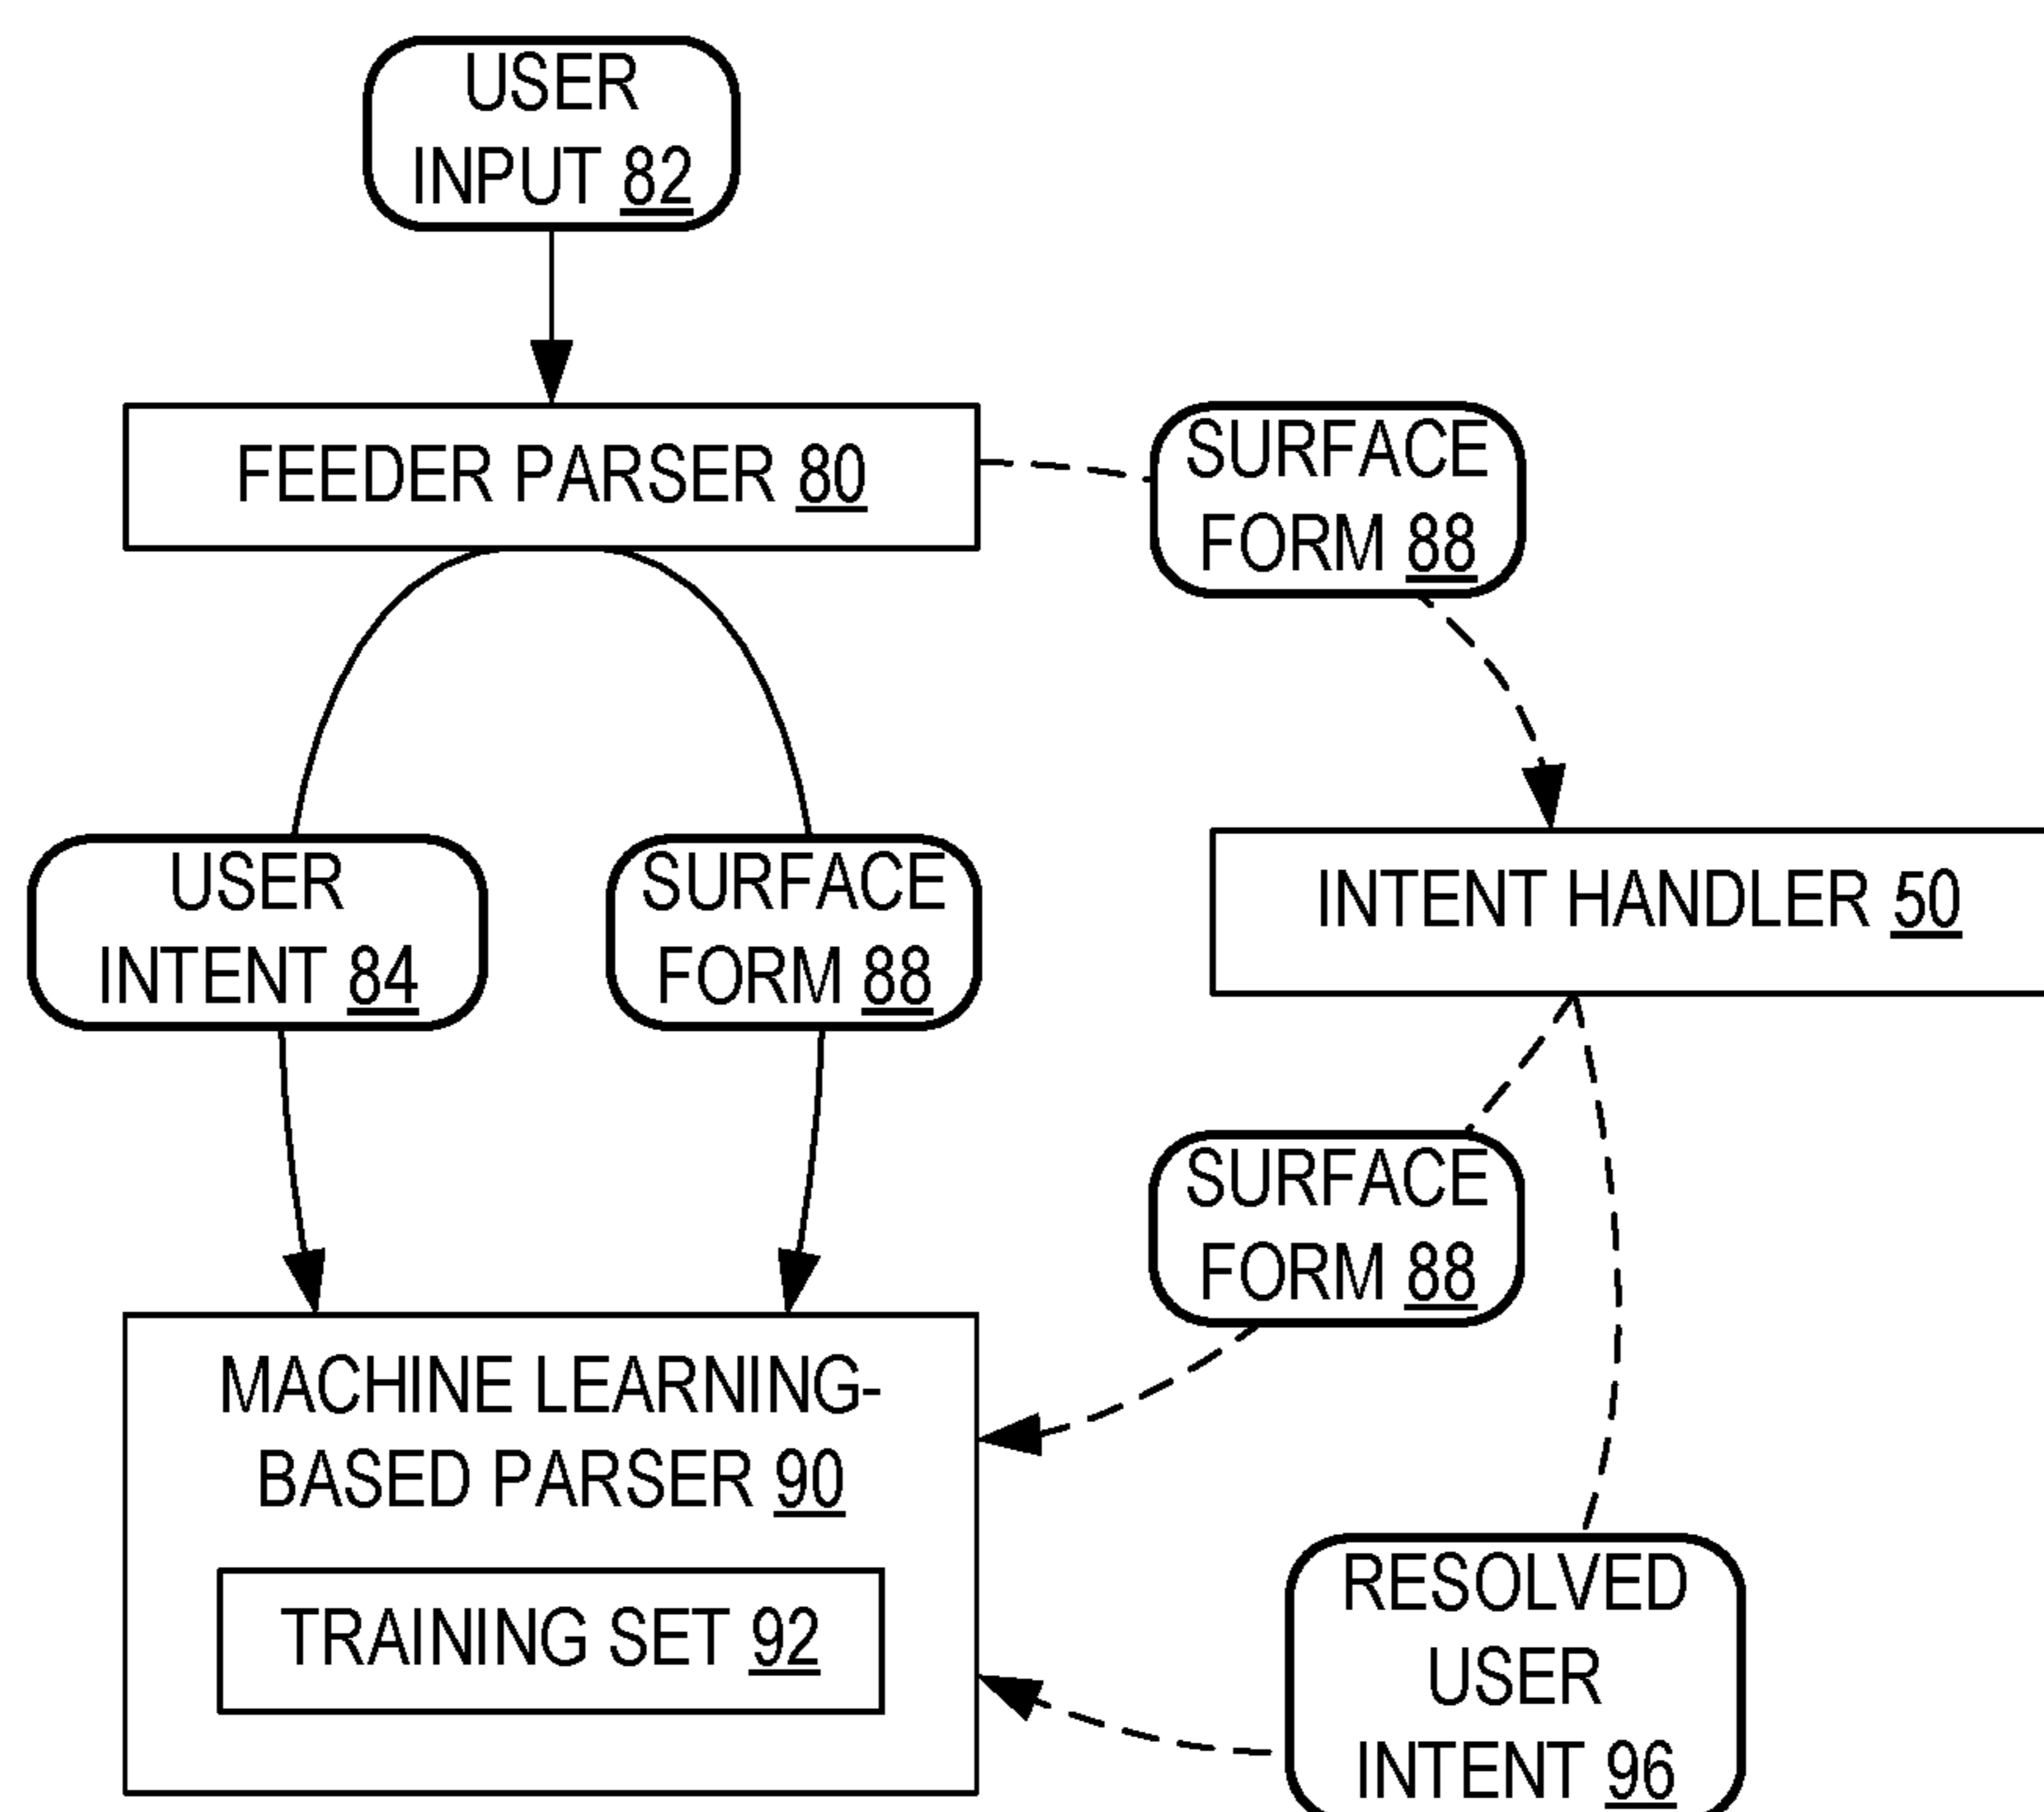 USER
INPUT 82
FEEDER PARSER 80
SURFACE
FORM 88
USER
INTENT 84
SURFACE
FORM 88
INTENT HANDLER 50
SURFACE
FORM 88
MACHINE LEARNING-
BASED PARSER 90
TRAINING SET 92
RESOLVED
USER
INTENT 96